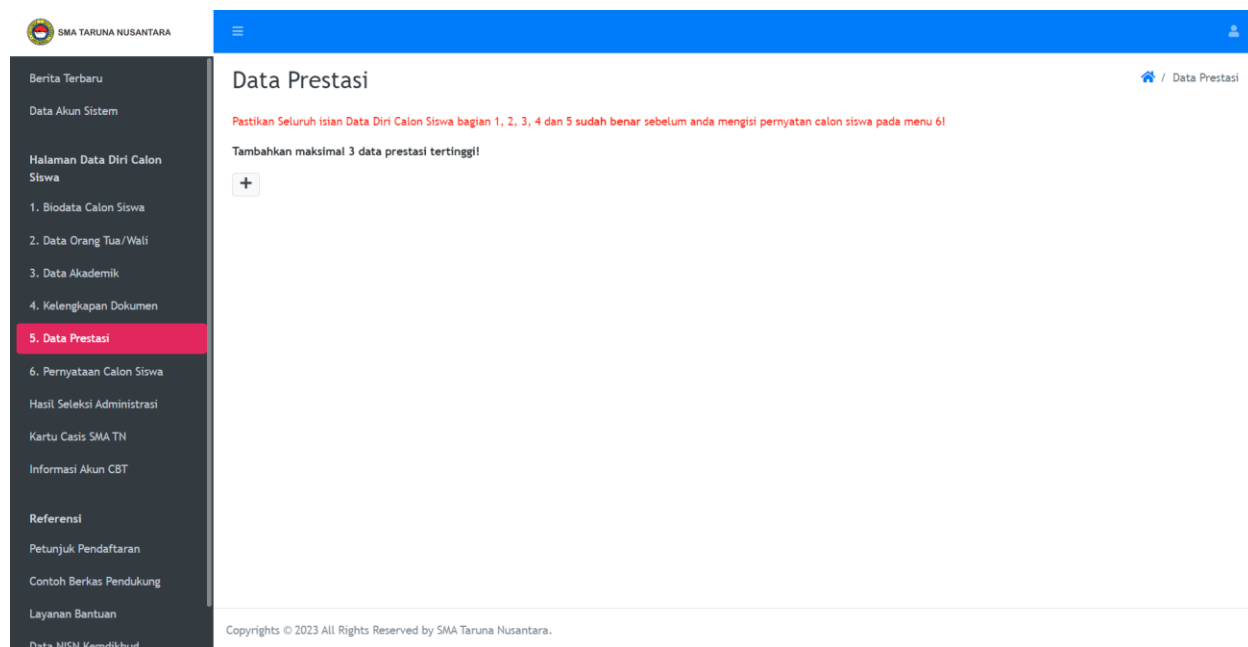 SMA TARUNA NUSANTARA
Berita Terbaru
Data Akun Sistem
Halaman Data Diri Calon
Siswa
1. Biodata Calon Siswa
2. Data Orang Tua/Wali
3. Data Akademik
4. Kelengkapan Dokumen
5. Data Prestasi
6. Pernyataan Calon Siswa
Hasil Seleksi Administrasi
Kartu Casis SMA TN
Informasi Akun CBT
Referensi
Petunjuk Pendaftaran
Contoh Berkas Pendukung
Layanan Bantuan
Data NISN Kemdikbud
Data Prestasi
/ Data Prestasi
Pastikan Seluruh isian Data Diri Calon Siswa bagian 1, 2, 3, 4 dan 5 sudah benar sebelum anda mengisi pernyatan calon siswa pada menu 6!
Tambahkan maksimal 3 data prestasi tertinggi!
+
Copyrights © 2023 All Rights Reserved by SMA Taruna Nusantara.